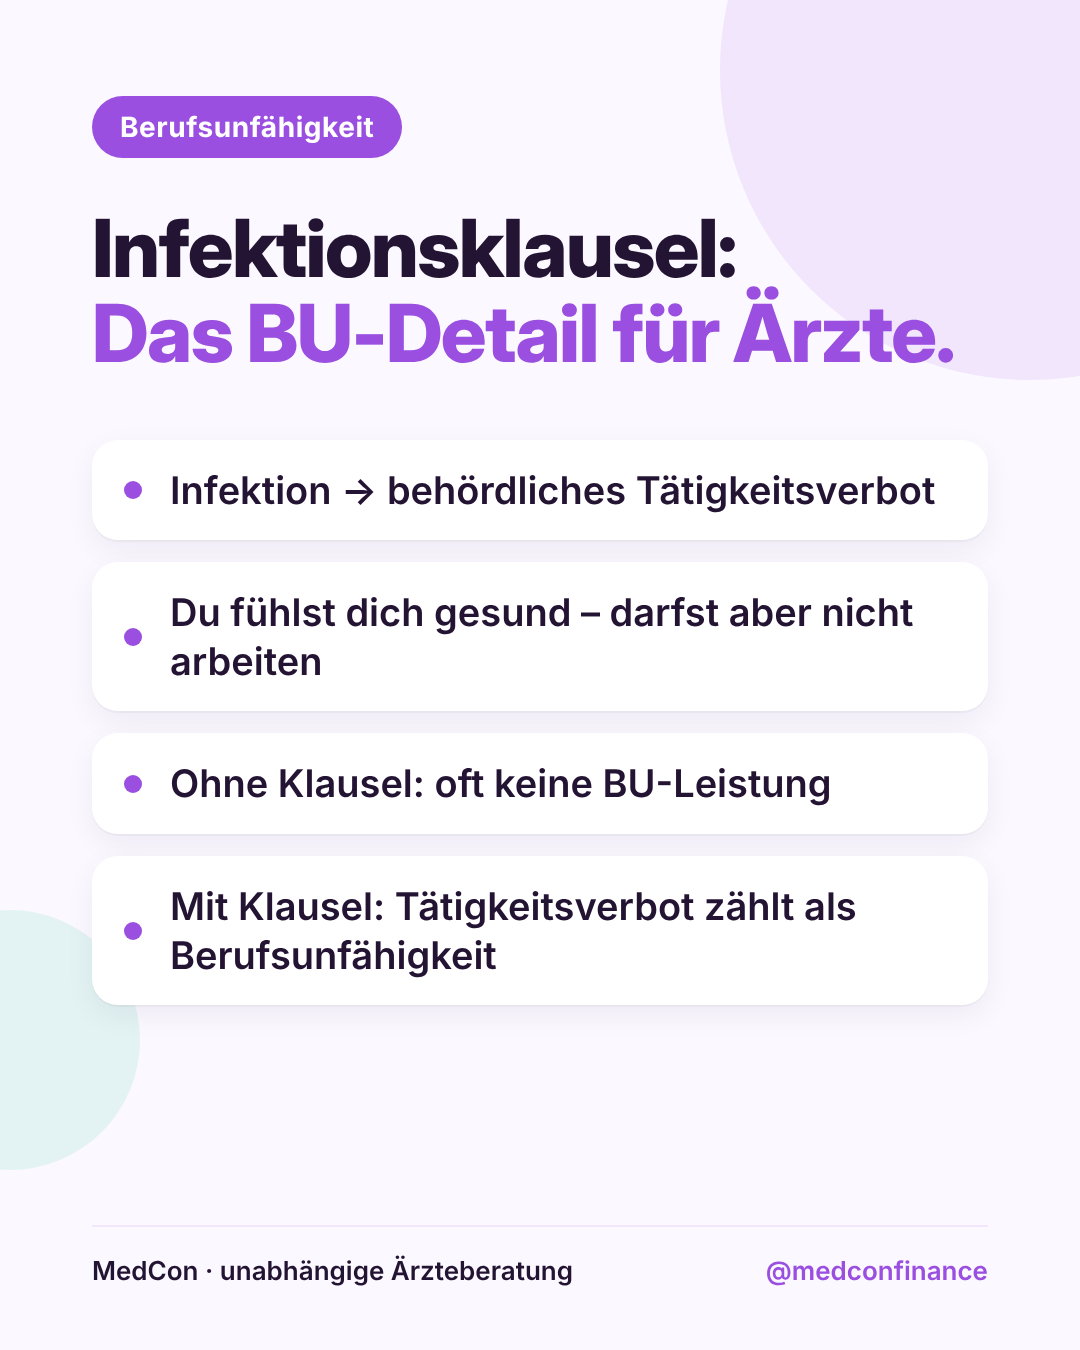 Berufsunfähigkeit
Infektionsklausel:
Das BU-Detail für Ärzte.
Infektion → behördliches Tätigkeitsverbot
Du fühlst dich gesund – darfst aber nicht
arbeiten
Ohne Klausel: oft keine BU-Leistung
Mit Klausel: Tätigkeitsverbot zählt als
Berufsunfähigkeit
MedCon · unabhängige Ärzteberatung
@medconfinance